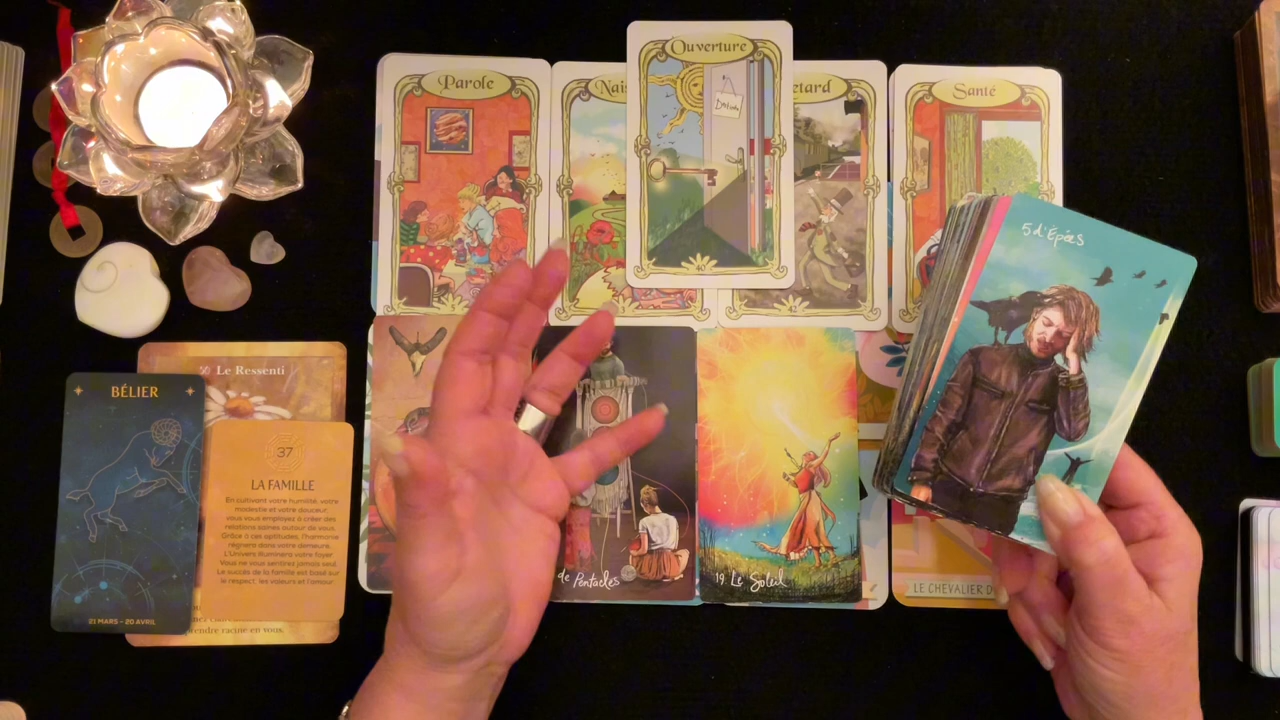 Parole
Nais
Ouverture
etard
Santé
40
42
5 d'Épées
Le Ressenti
BÉLIER
21 MARS - 20 AVRIL
37
LA FAMILLE
En cultivant votre humilité, votre
modestie et votre douceur,
vous vous employez à créer des
relations saines autour de vous.
Grâce à ces aptitudes, l'harmonie
règnera dans votre demeure.
L'Univers illuminera votre foyer.
Vous ne vous sentirez jamais seul.
Le succès de la famille est basé sur
le respect, les valeurs et l'amour.
prendre racine en vous.
de Pentacles
19. Le Soleil
LE CHEVALIER D